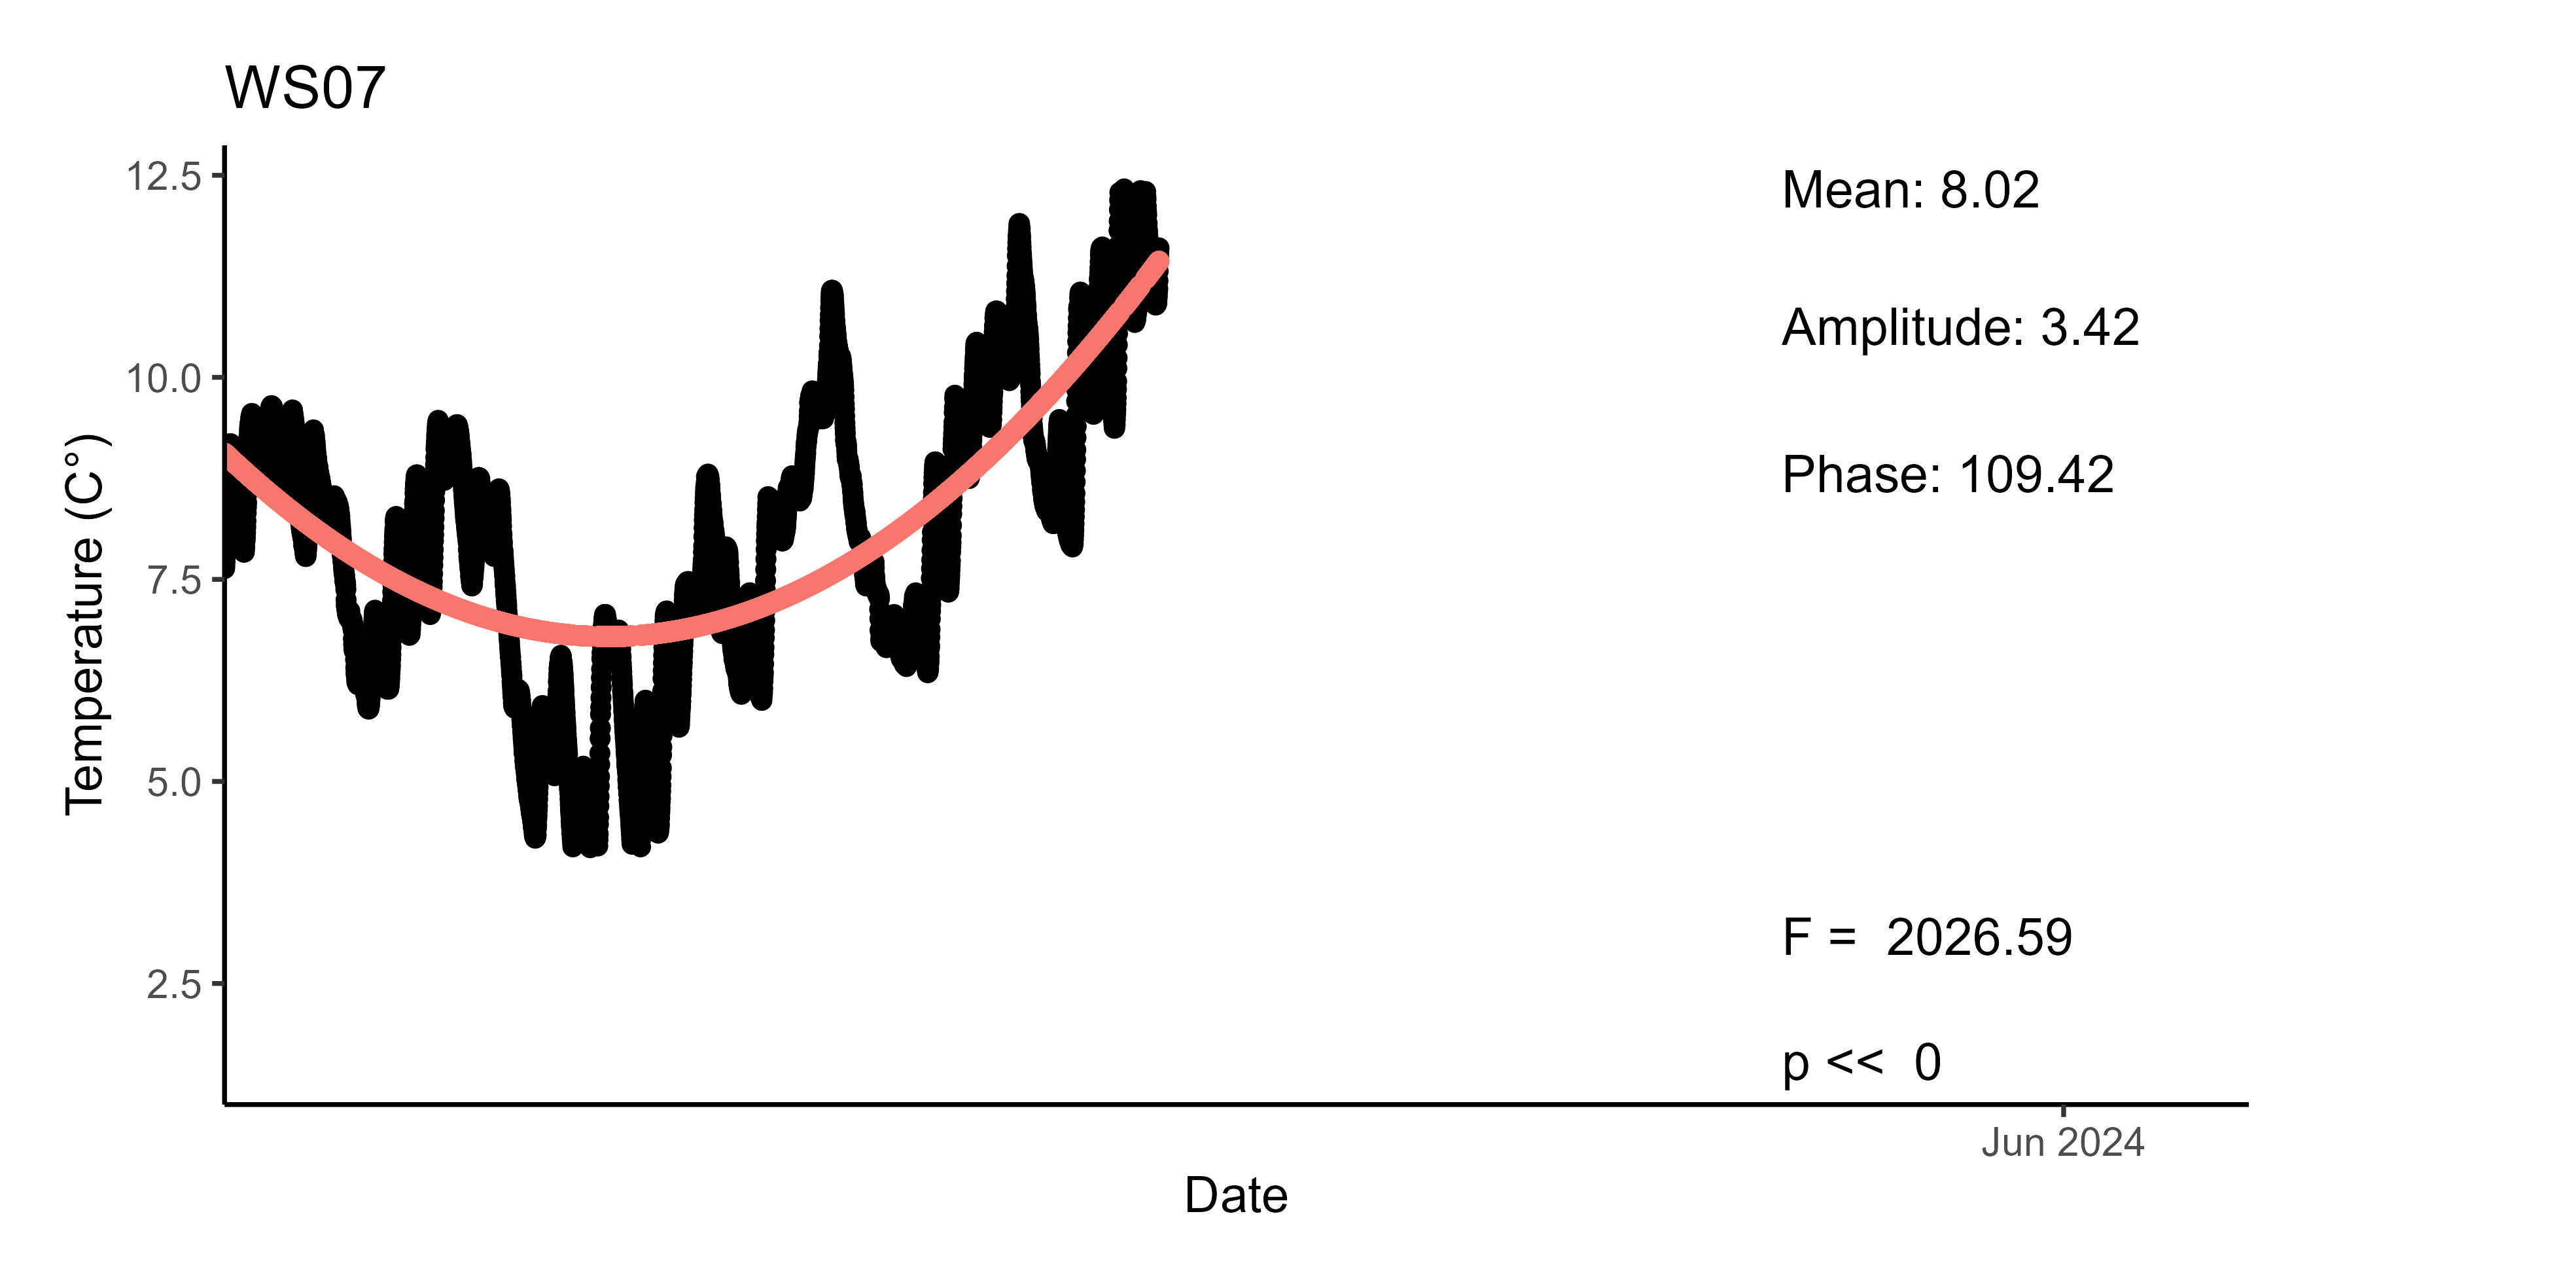 WS07
12.5
10.0
7.5
5.0
2.5
Temperature (C°)
Mean: 8.02
Amplitude: 3.42
Phase: 109.42
F =  2026.59
p <<  0
Jun 2024
Date